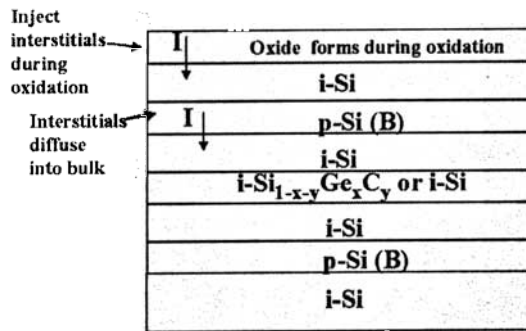 Inject
interstitials
during
oxidation
I
Oxide forms during oxidation
i-Si
Interstitials
diffuse
into bulk
I
p-Si (B)
i-Si
i-Si₁₋ₓ₋ᵧGeₓCᵧ or i-Si
i-Si
p-Si (B)
i-Si